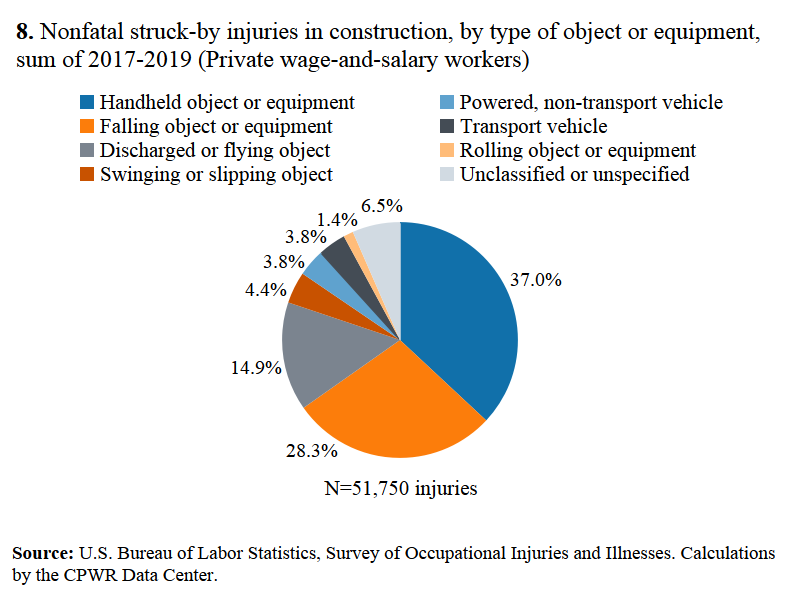 8. Nonfatal struck-by injuries in construction, by type of object or equipment,
sum of 2017-2019 (Private wage-and-salary workers)
Handheld object or equipment
Falling object or equipment
Discharged or flying object
Swinging or slipping object
Powered, non-transport vehicle
Transport vehicle
Rolling object or equipment
Unclassified or unspecified
6.5%
1.4%
3.8%
3.8%
4.4%
37.0%
14.9%
28.3%
N=51,750 injuries
Source: U.S. Bureau of Labor Statistics, Survey of Occupational Injuries and Illnesses. Calculations
by the CPWR Data Center.